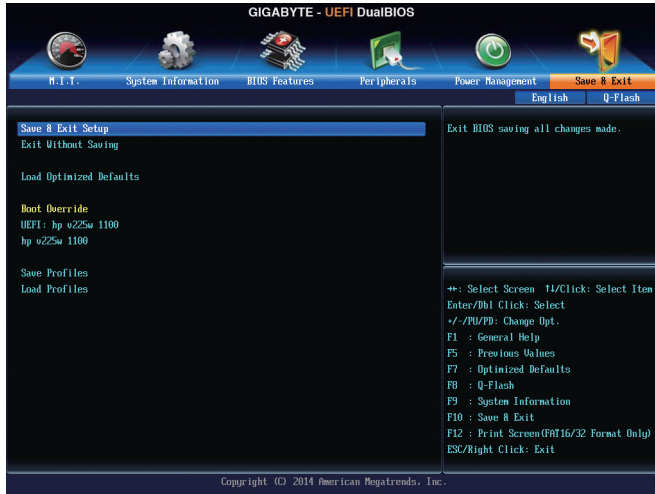 GIGABYTE - UEFI DualBIOS
M.I.T. System Information BIOS Features Peripherals Power Management Save & Exit
English Q-Flash
Save & Exit Setup
Exit Without Saving
Load Optimized Defaults
Boot Override
UEFI: hp v225w 1100
hp v225w 1100
Save Profiles
Load Profiles
Exit BIOS saving all changes made.
→←: Select Screen ↑↓/Click: Select Item
Enter/Dbl Click: Select
+/-/PU/PD: Change Opt.
F1 : General Help
F5 : Previous Values
F7 : Optimized Defaults
F8 : Q-Flash
F9 : System Information
F10 : Save & Exit
F12 : Print Screen(FAT16/32 Format Only)
ESC/Right Click: Exit
Copyright (C) 2014 American Megatrends, Inc.